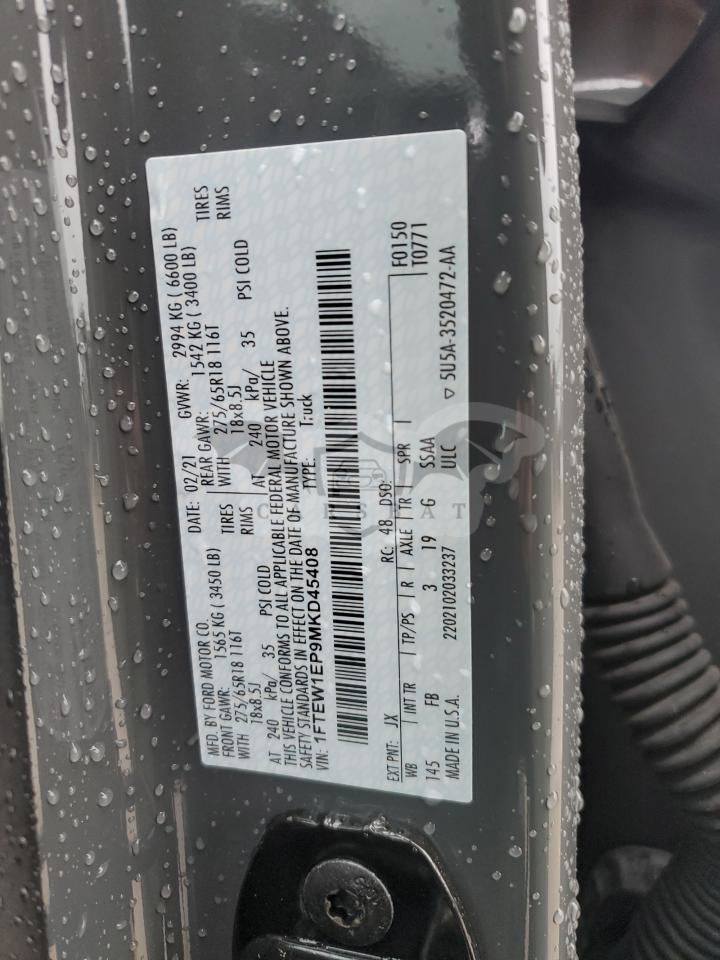 MFD. BY FORD MOTOR CO.
DATE: 02/21 GVWR: 2994 KG ( 6600 LB)
FRONT GAWR: 1565 KG ( 3450 LB) REAR GAWR: 1542 KG ( 3400 LB)
WITH 275/65R18 116T TIRES WITH 275/65R18 116T TIRES
18x8.5J RIMS 18x8.5J RIMS
AT 240 kPa/ 35 PSI COLD AT 240 kPa/ 35 PSI COLD
THIS VEHICLE CONFORMS TO ALL APPLICABLE FEDERAL MOTOR VEHICLE
SAFETY STANDARDS IN EFFECT ON THE DATE OF MANUFACTURE SHOWN ABOVE.
VIN: 1FTEW1EP9MKD45408 TYPE: Truck
F0150
T0771
EXT PNT: JX RC: 48 DSO:
WB INT TR TP/PS R AXLE TR SPR
145 FB 3 19 G SSAA
MADE IN U.S.A. 2202102033237 ULC ▽ 5U5A-3520472-AA
CARSBAT